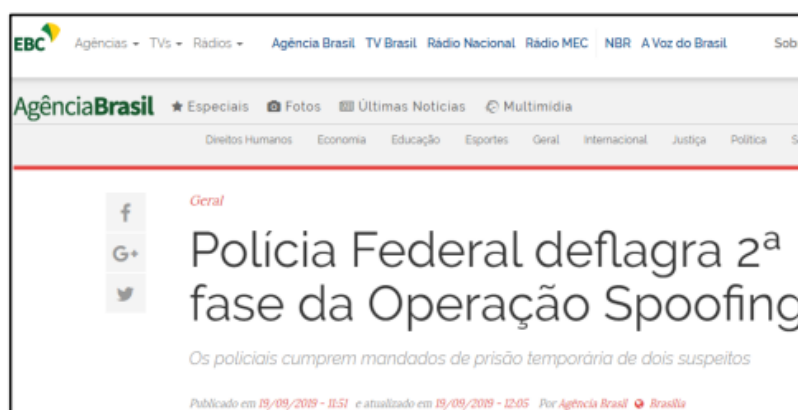 EBC Agências TVs Rádios Agência Brasil TV Brasil Rádio Nacional Rádio MEC NBR A Voz do Brasil Sob
AgênciaBrasil Especiais Fotos Últimas Notícias Multimídia
Direitos Humanos Economia Educação Esportes Geral Internacional Justiça Política S
Geral
f
G+
Polícia Federal deflagra 2ª
fase da Operação Spoofing
Os policiais cumprem mandados de prisão temporária de dois suspeitos
Publicado em 19/09/2019 - 11:51 e atualizado em 19/09/2019 - 12:05 Por Agência Brasil Brasília